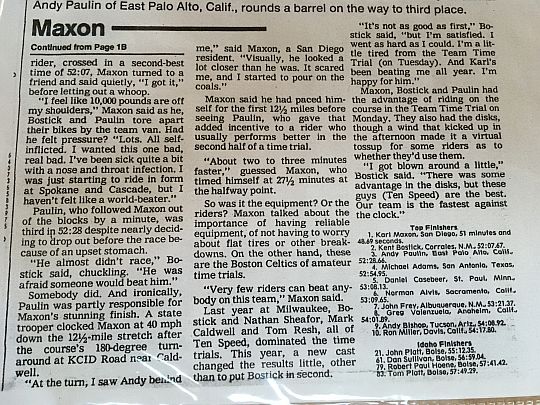 Andy Paulin of East Palo Alto, Calif., rounds a barrel on the way to third place.
Maxon
Continued from Page 1B
rider, crossed in a second-best
time of 52:07, Maxon turned to a
friend and said quietly, "I got it,"
before letting out a whoop.
"I feel like 10,000 pounds are off
my shoulders," Maxon said as he,
Bostick and Paulin tore apart
their bikes by the team van. Had
he felt pressure? "Lots. All self-
inflicted. I wanted this one bad,
real bad. I've been sick quite a bit
with a nose and throat infection. I
was just starting to ride in form
at Spokane and Cascade, but I
haven't felt like a world-beater."
Paulin, who followed Maxon out
of the blocks by a minute, was
third in 52:28 despite nearly decid-
ing to drop out before the race be-
cause of an upset stomach.
"He almost didn't race," Bo-
stick said, chuckling. "He was
afraid someone would beat him."
Somebody did. And ironically,
Paulin was partly responsible for
Maxon's stunning finish. A state
trooper clocked Maxon at 40 mph
down the 12½-mile stretch after
the course's 180-degree turn-
around at KCID Road near Cald-
well.
"At the turn, I saw Andy behind
me," said Maxon, a San Diego
resident. "Visually, he looked a
lot closer than he was. It scared
me, and I started to pour on the
coals."
Maxon said he had paced him-
self for the first 12½ miles before
seeing Paulin, who gave that
added incentive to a rider who
usually performs better in the
second half of a time trial.
"About two to three minutes
faster," guessed Maxon, who
timed himself at 27½ minutes at
the halfway point.
So was it the equipment? Or the
riders? Maxon talked about the
importance of having reliable
equipment, of not having to worry
about flat tires or other break-
downs. On the other hand, these
are the Boston Celtics of amateur
time trials.
"Very few riders can beat any-
body on this team," Maxon said.
Last year at Milwaukee, Bo-
stick and Nathan Sheafor, Mark
Caldwell and Tom Resh, all of
Ten Speed, dominated the time
trials. This year, a new cast
changed the results little, other
than to put Bostick in second.
"It's not as good as first," Bo-
stick said, "but I'm satisfied. I
went as hard as I could. I'm a lit-
tle tired from the Team Time
Trial (on Tuesday). And Karl's
been beating me all year. I'm
happy for him."
Maxon, Bostick and Paulin had
the advantage of riding on the
course in the Team Time Trial on
Monday. They also had the disks,
though a wind that kicked up in
the afternoon made it a virtual
tossup for some riders as to
whether they'd use them.
"I got blown around a little,"
Bostick said. "There was some
advantage in the disk, but these
guys (Ten Speed) are the best.
Our team is the fastest against
the clock."
Top Finishers
1. Karl Maxon, San Diego, 51 minutes and
48.69 seconds.
2. Kent Bostick, Corrales, N.M., 52:07.67.
3. Andy Paulin, East Palo Alto, Calif.,
52:28.66.
4. Michael Adams, San Antonio, Texas,
52:54.95.
5. Daniel Casebeer, St. Paul, Minn.,
53:08.13.
6. Norman Alvis, Sacramento, Calif.,
53:09.65.
7. John Frey, Albuquerque, N.M., 53:21.37.
8. Greg Valenzuela, Anaheim, Calif.,
54:01.89.
9. Andy Bishop, Tucson, Ariz., 54:08.92.
10. Ron Miller, Davis, Calif., 54:17.80.
Idaho Finishers
21. John Platt, Boise, 55:12.35.
61. Dan Sullivan, Boise, 56:59.04.
79. Robert Paul Hoene, Boise, 57:41.42.
83. Tom Platt, Boise, 57:49.29.